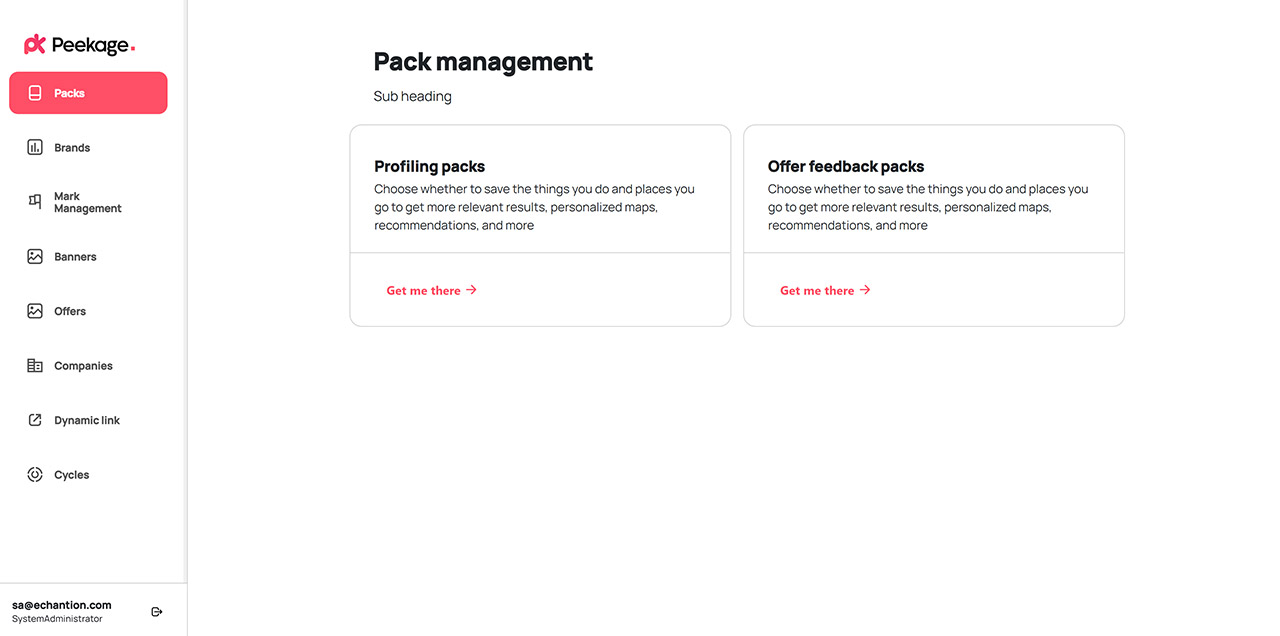 Peekage.
Packs
Brands
Mark
Management
Banners
Offers
Companies
Dynamic link
Cycles
sa@echantion.com
SystemAdministrator
Pack management
Sub heading
Profiling packs
Choose whether to save the things you do and places you
go to get more relevant results, personalized maps,
recommendations, and more
Get me there →
Offer feedback packs
Choose whether to save the things you do and places you
go to get more relevant results, personalized maps,
recommendations, and more
Get me there →